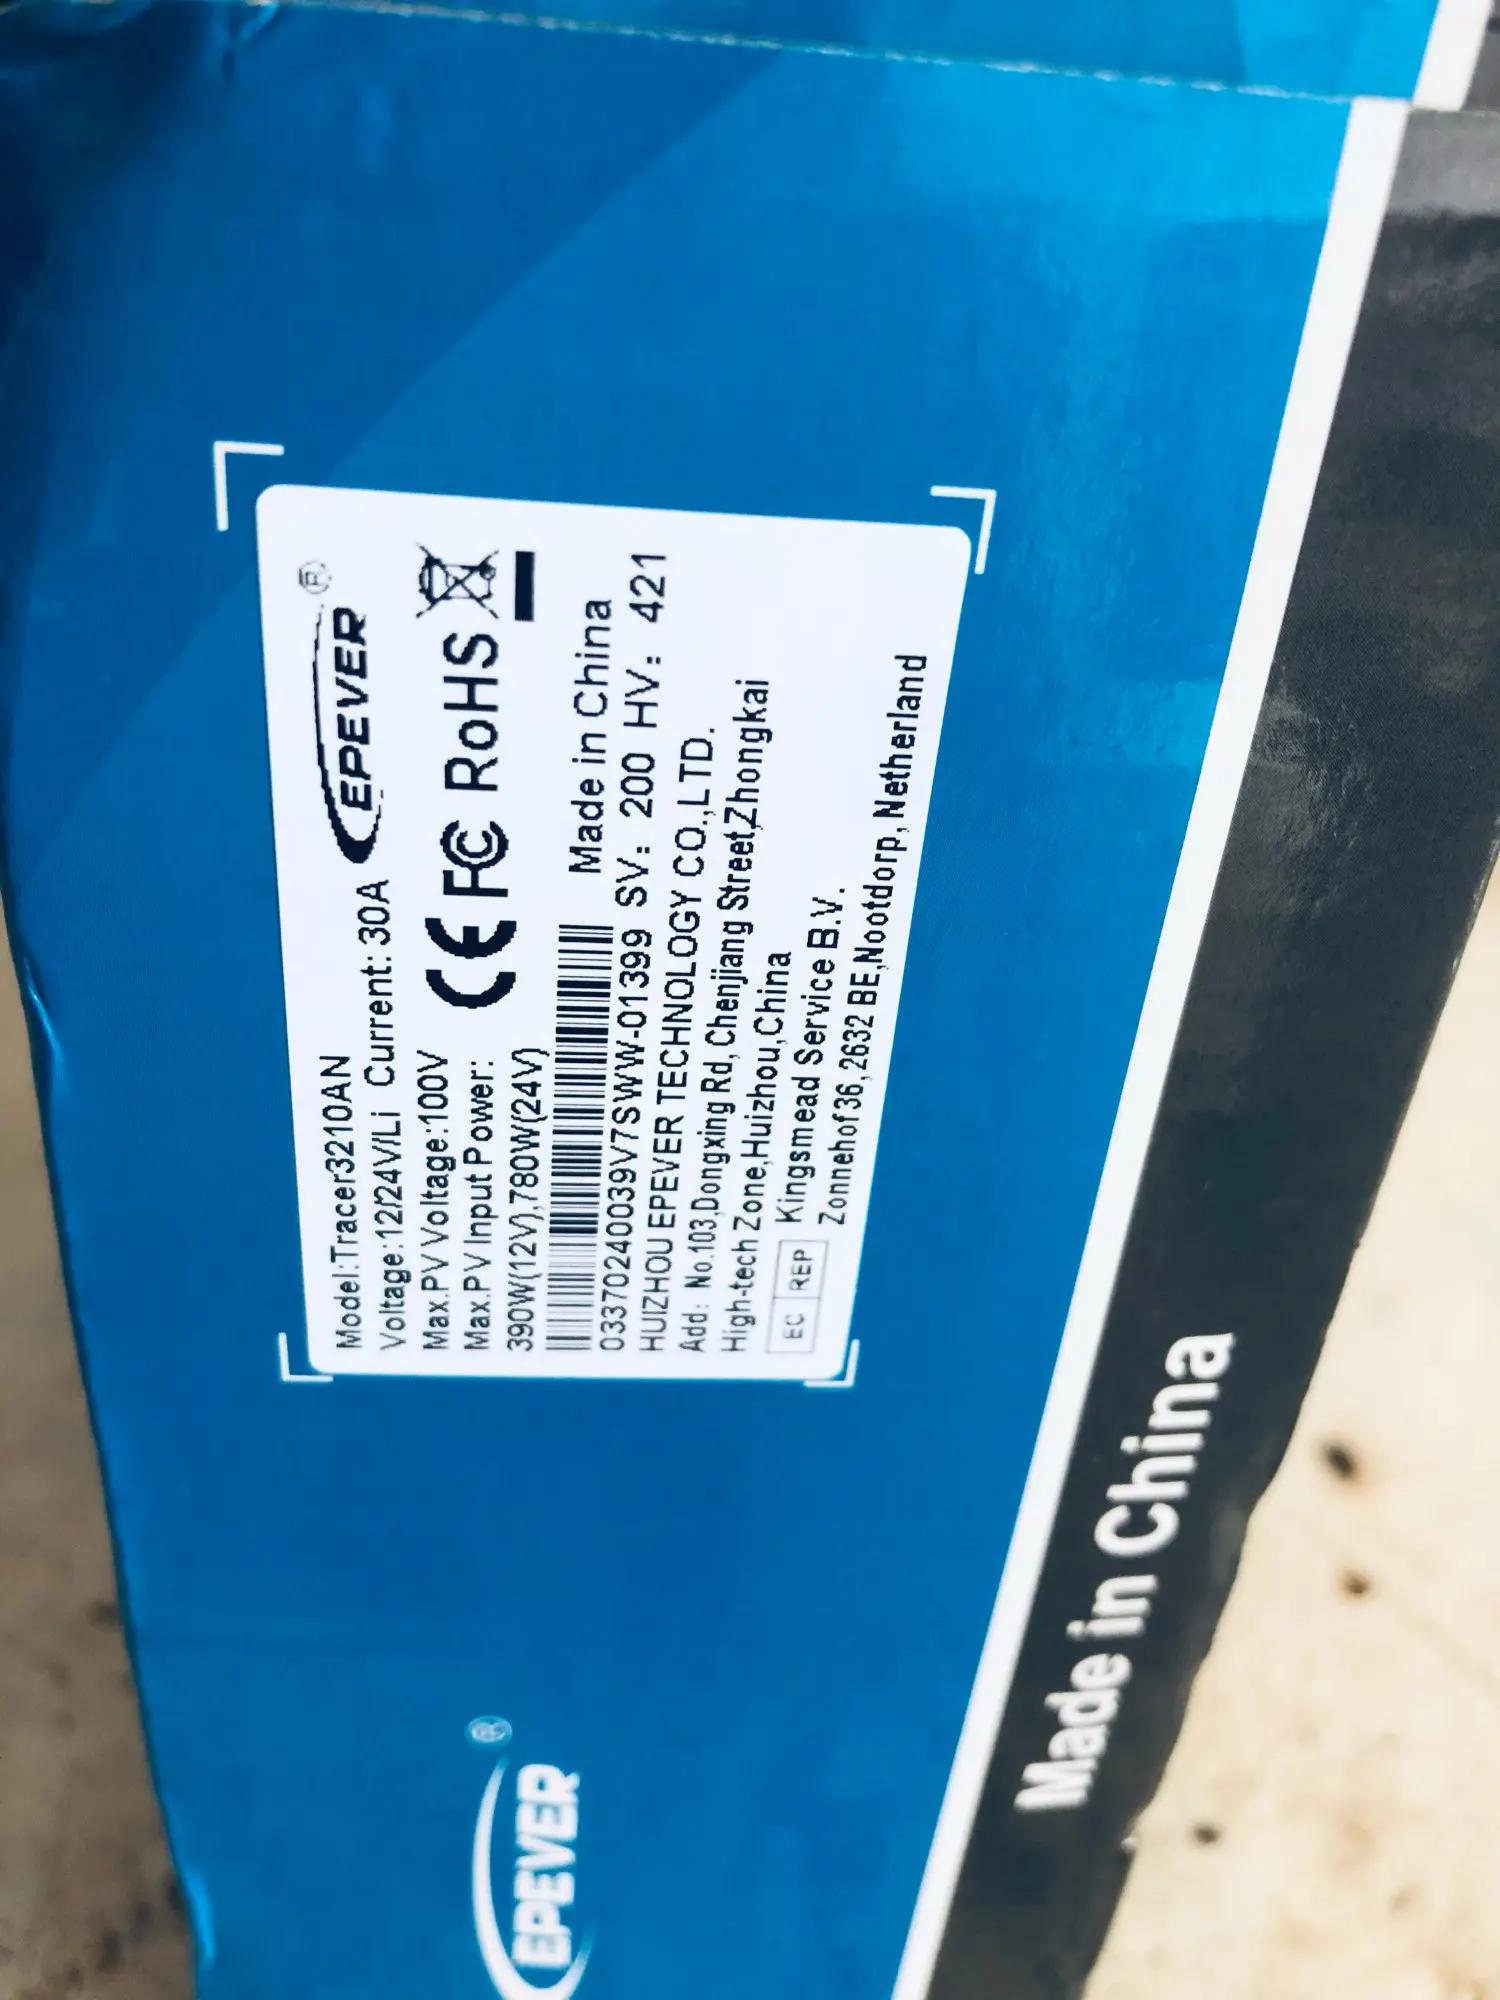 Model:Tracer3210AN
Voltage:12/24V/Li Current: 30A
EPEVER®
Max.PV Voltage:100V
Max.PV Input Power:
390W(12V),780W(24V)
CE FC RoHS
Made in China
03370240039V7SWW-01399 SV: 200 HV: 421
HUIZHOU EPEVER TECHNOLOGY CO.,LTD.
Add: No.103,Dongxing Rd,Chenjiang Street,Zhongkai
High-tech Zone,Huizhou,China
EC REP Kingsmead Service B.V.
Zonnehof 36, 2632 BE,Nootdorp, Netherland
EPEVER®
Made in China